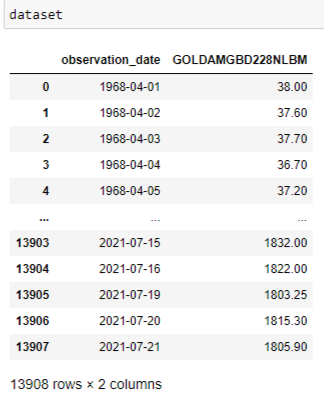 dataset
observation_date GOLDAMGBD228NLBM
0 1968-04-01 38.00
1 1968-04-02 37.60
2 1968-04-03 37.70
3 1968-04-04 36.70
4 1968-04-05 37.20
... ... ...
13903 2021-07-15 1832.00
13904 2021-07-16 1822.00
13905 2021-07-19 1803.25
13906 2021-07-20 1815.30
13907 2021-07-21 1805.90
13908 rows × 2 columns